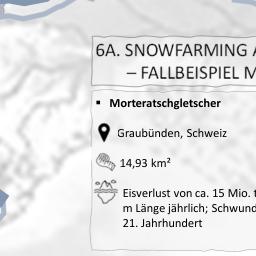 6A. SNOWFARMING
– FALLBEISPIEL
Morteratschgletscher
Graubünden, Schweiz
14,93 km²
Eisverlust von ca. 15 Mio.
m Länge jährlich; Schwund
21. Jahrhundert